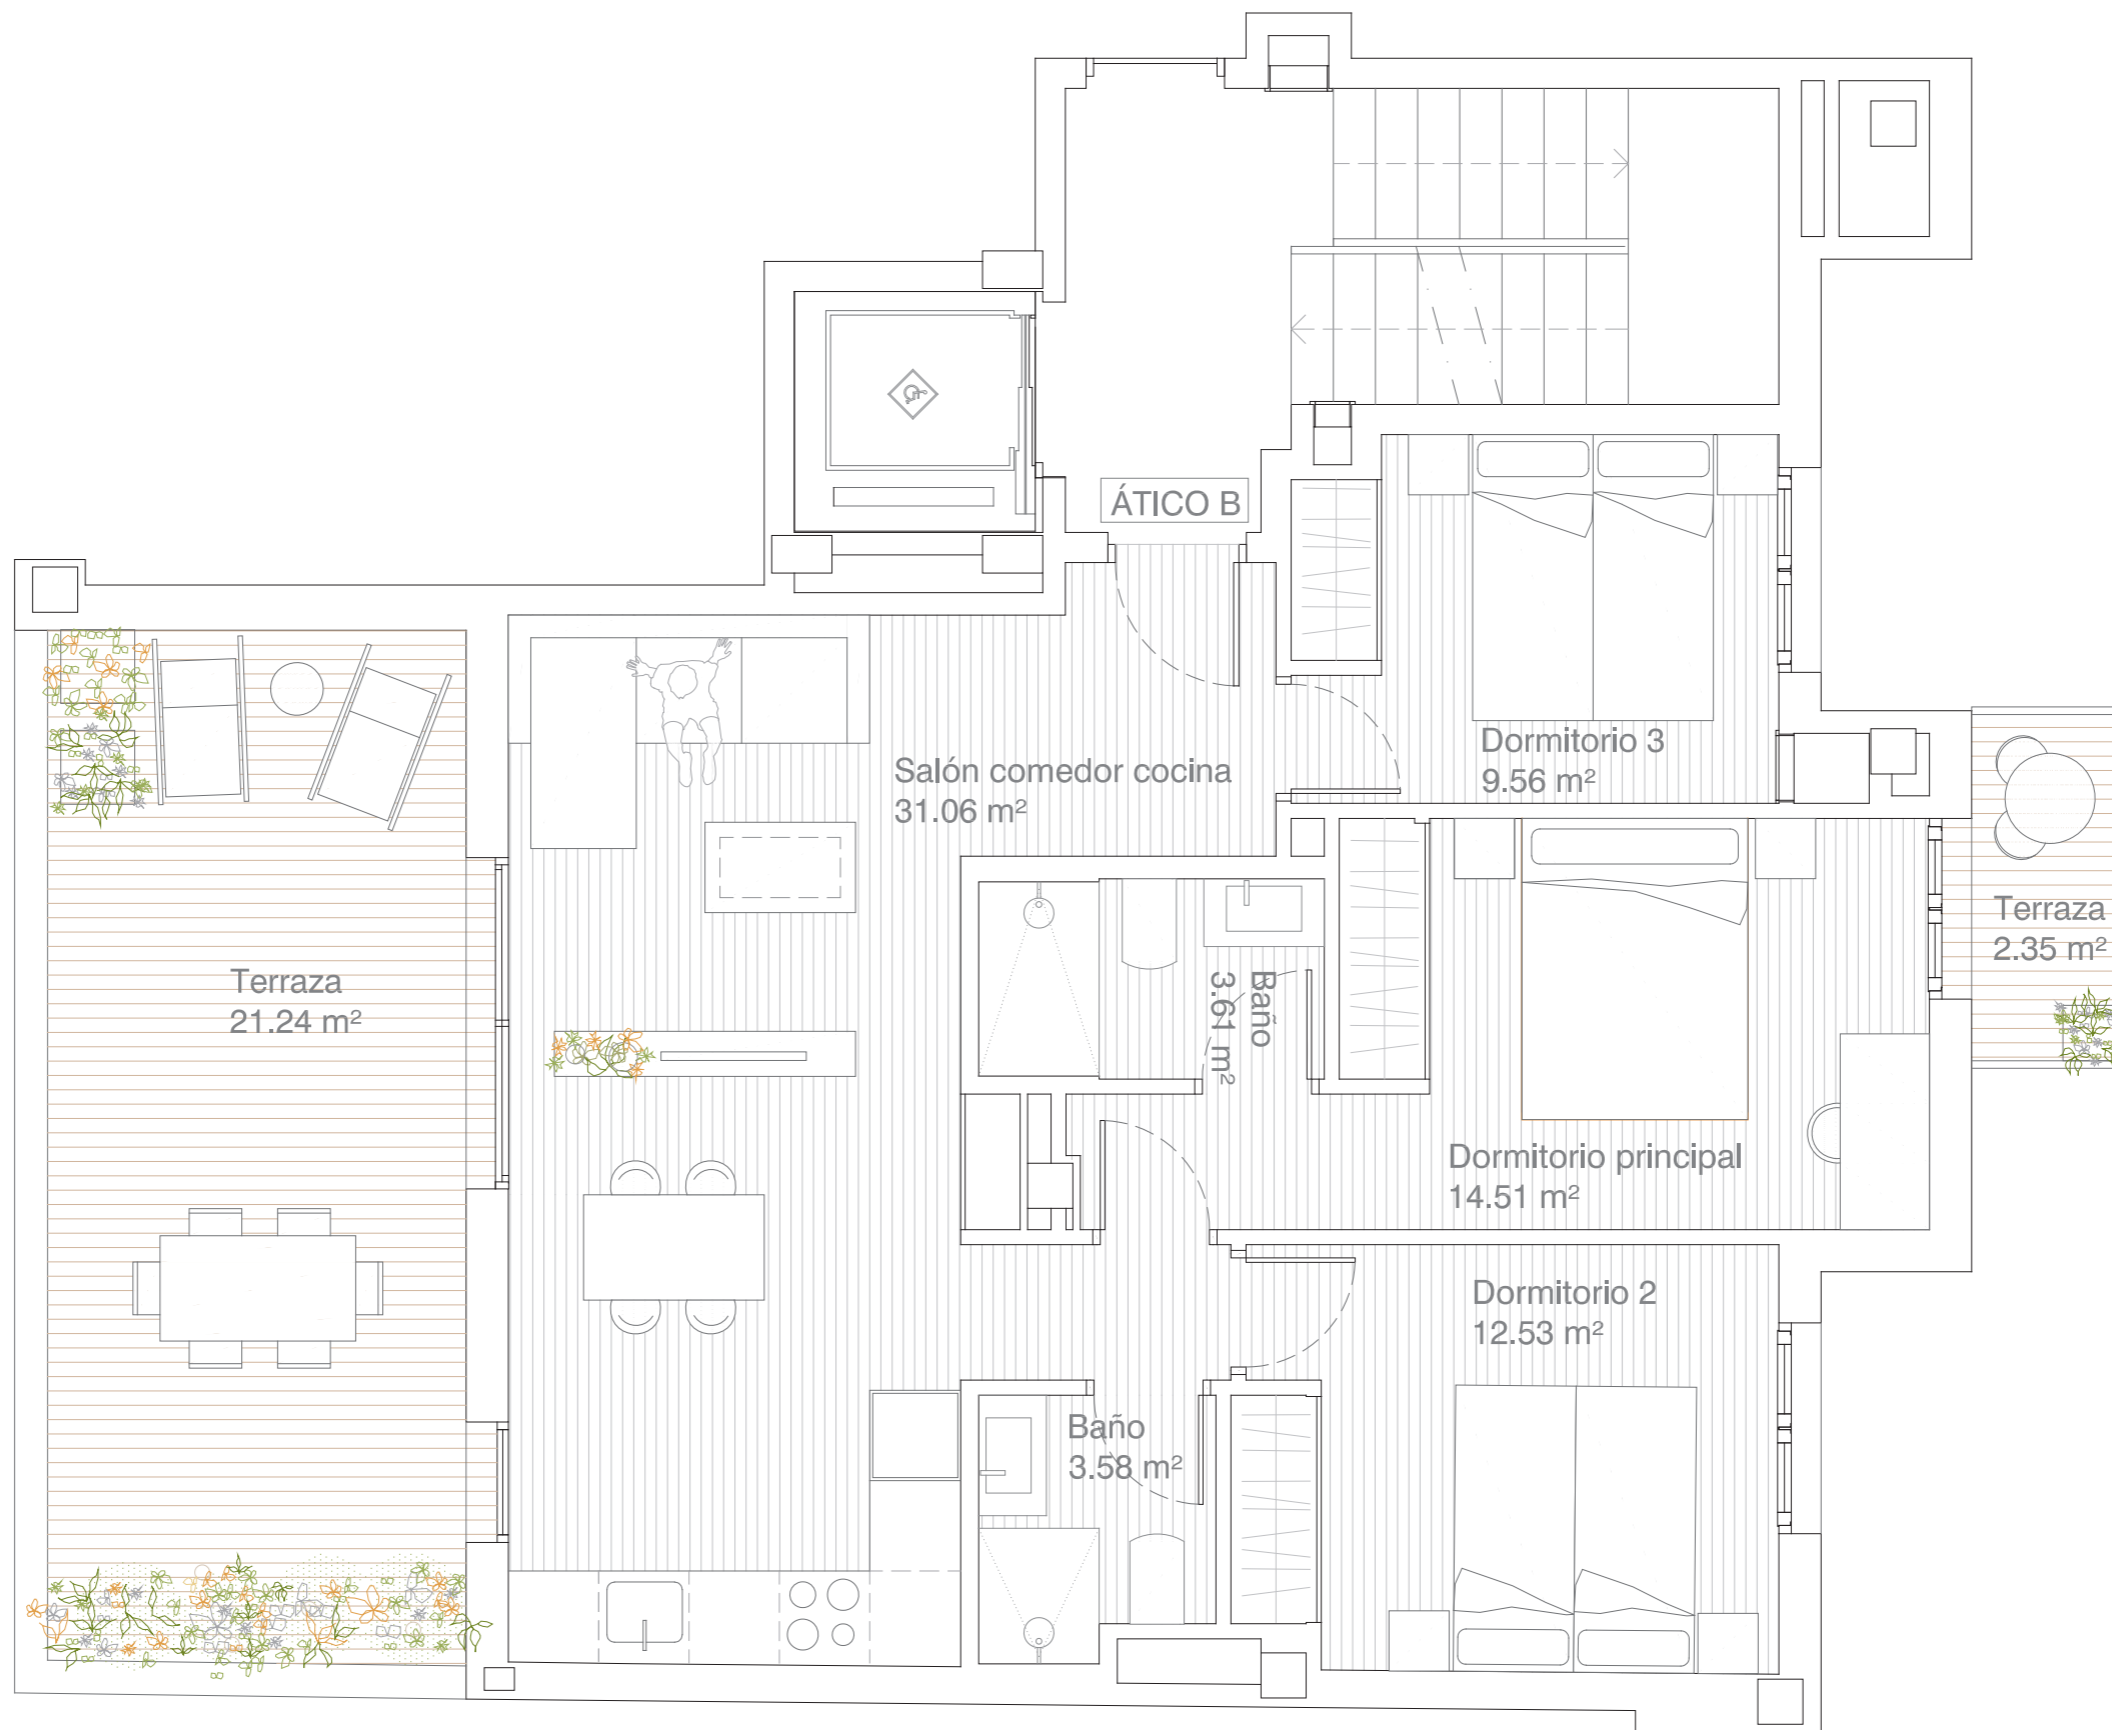 ÁTICO B
Dormitorio 3
9.56 m²
Salón comedor cocina
31.06 m²
Terraza
2.35 m²
Terraza
21.24 m²
Baño
3.61 m²
Dormitorio principal
14.51 m²
Dormitorio 2
12.53 m²
Baño
3.58 m²